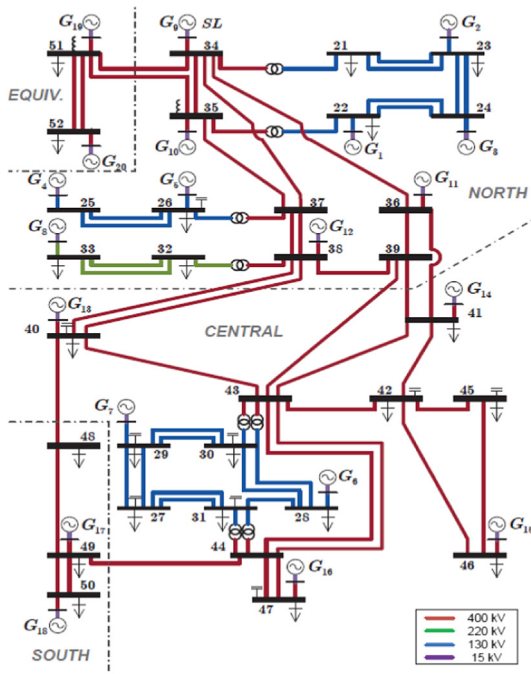 G19
G9 SL
G2
51
34
21
23
EQUIV.
35
22
24
52
G20
G10
G1
G3
G4
G5
G11
NORTH
25
26
37
36
G8
G12
33
32
38
39
G13
G14
40
CENTRAL
41
43
42
45
G7
48
29
30
G6
27
31
28
G17
49
44
G15
50
G16
46
G18
47
SOUTH
400 kV
220 kV
130 kV
15 kV